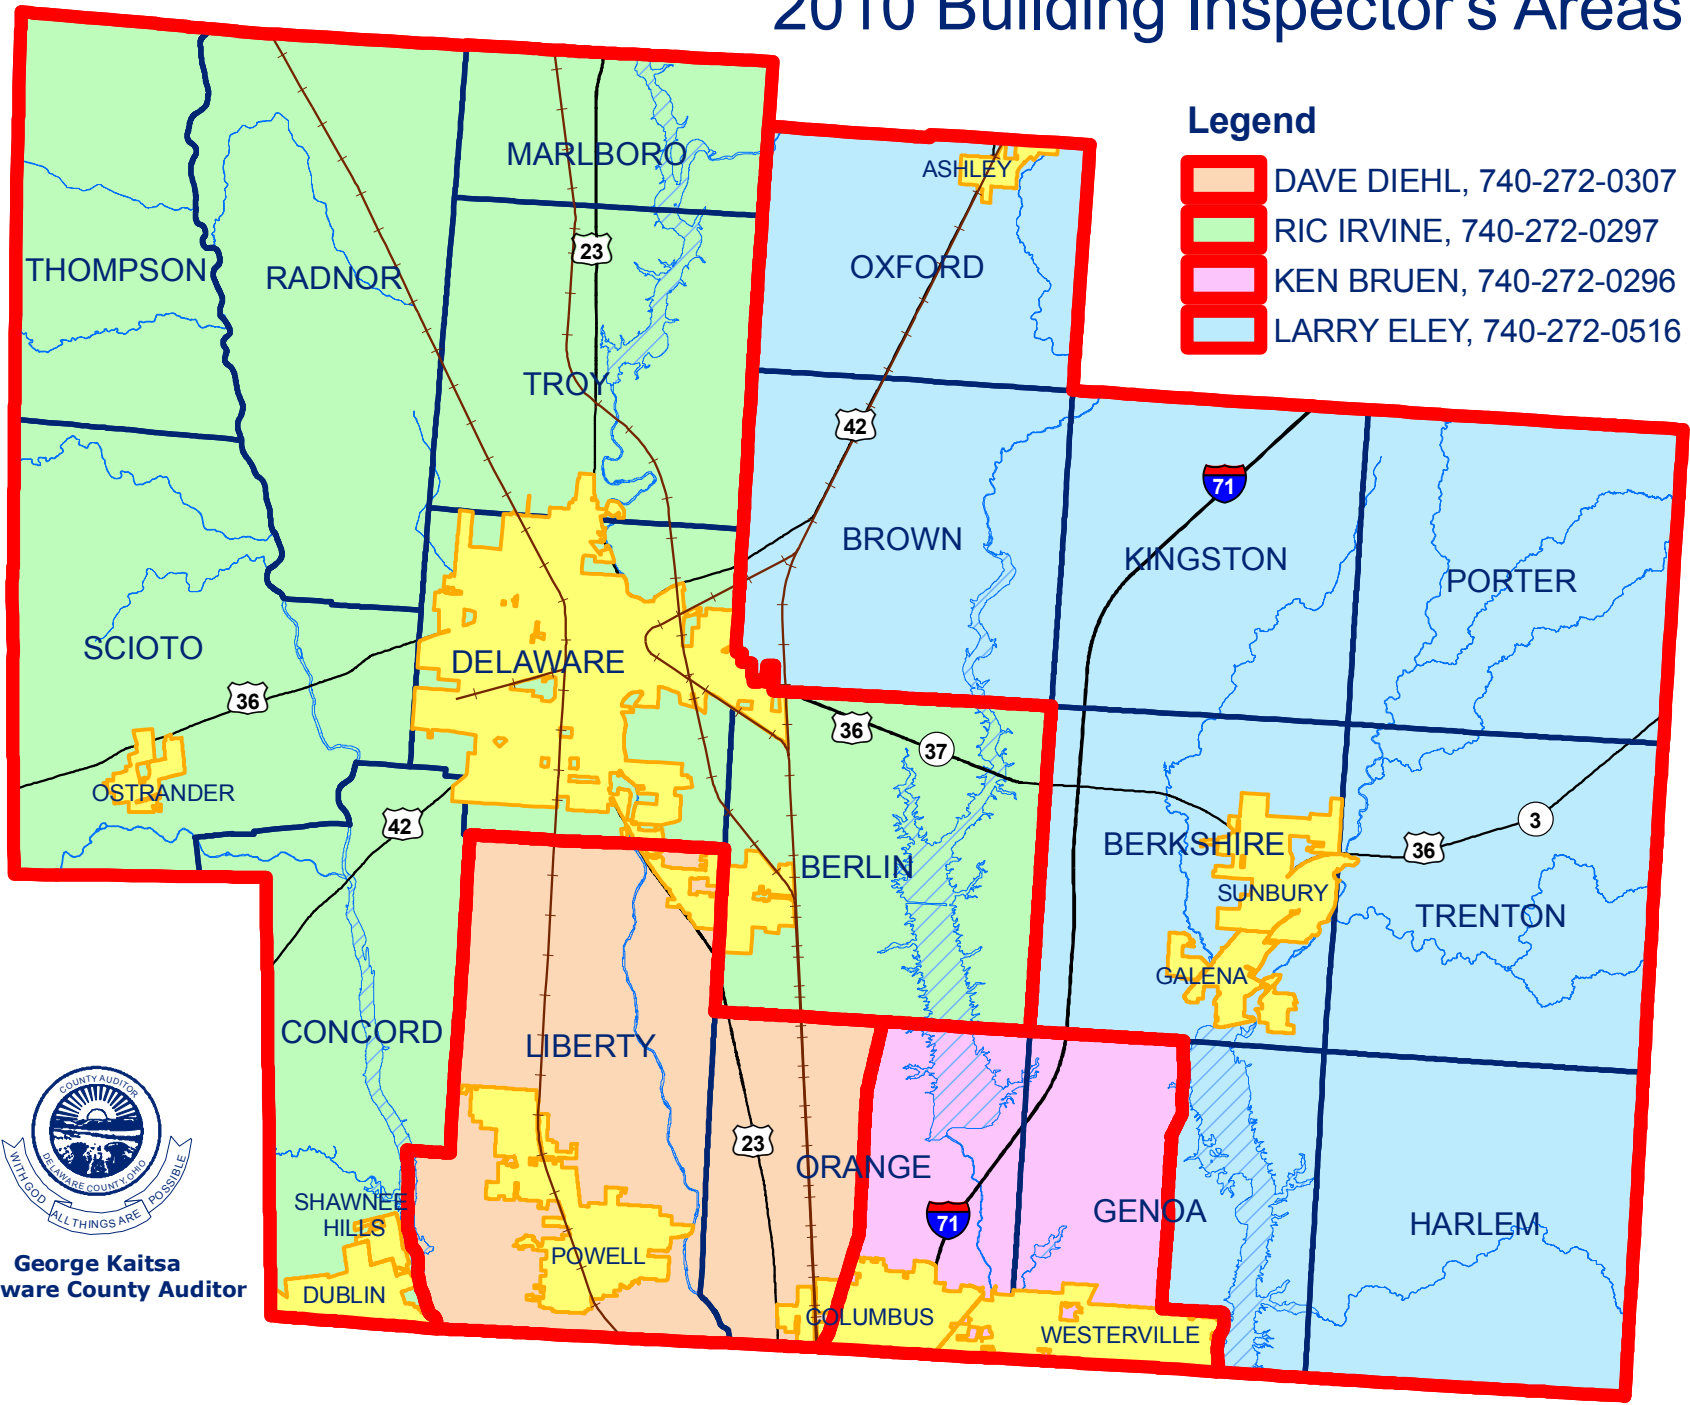 2010 Building Inspector's Areas
Legend
DAVE DIEHL, 740-272-0307
RIC IRVINE, 740-272-0297
KEN BRUEN, 740-272-0296
LARRY ELEY, 740-272-0516
MARLBORO
ASHLEY
23
THOMPSON
RADNOR
OXFORD
TROY
42
71
BROWN
KINGSTON
PORTER
SCIOTO
DELAWARE
36
36
37
OSTRANDER
42
BERLIN
BERKSHIRE
36
3
SUNBURY
TRENTON
GALENA
CONCORD
LIBERTY
23
ORANGE
SHAWNEE
HILLS
71
GENOA
HARLEM
POWELL
DUBLIN
COLUMBUS
WESTERVILLE
COUNTY AUDITOR
DELAWARE COUNTY, OHIO
WITH GOD
ALL THINGS ARE
POSSIBLE
George Kaitsa
ware County Auditor